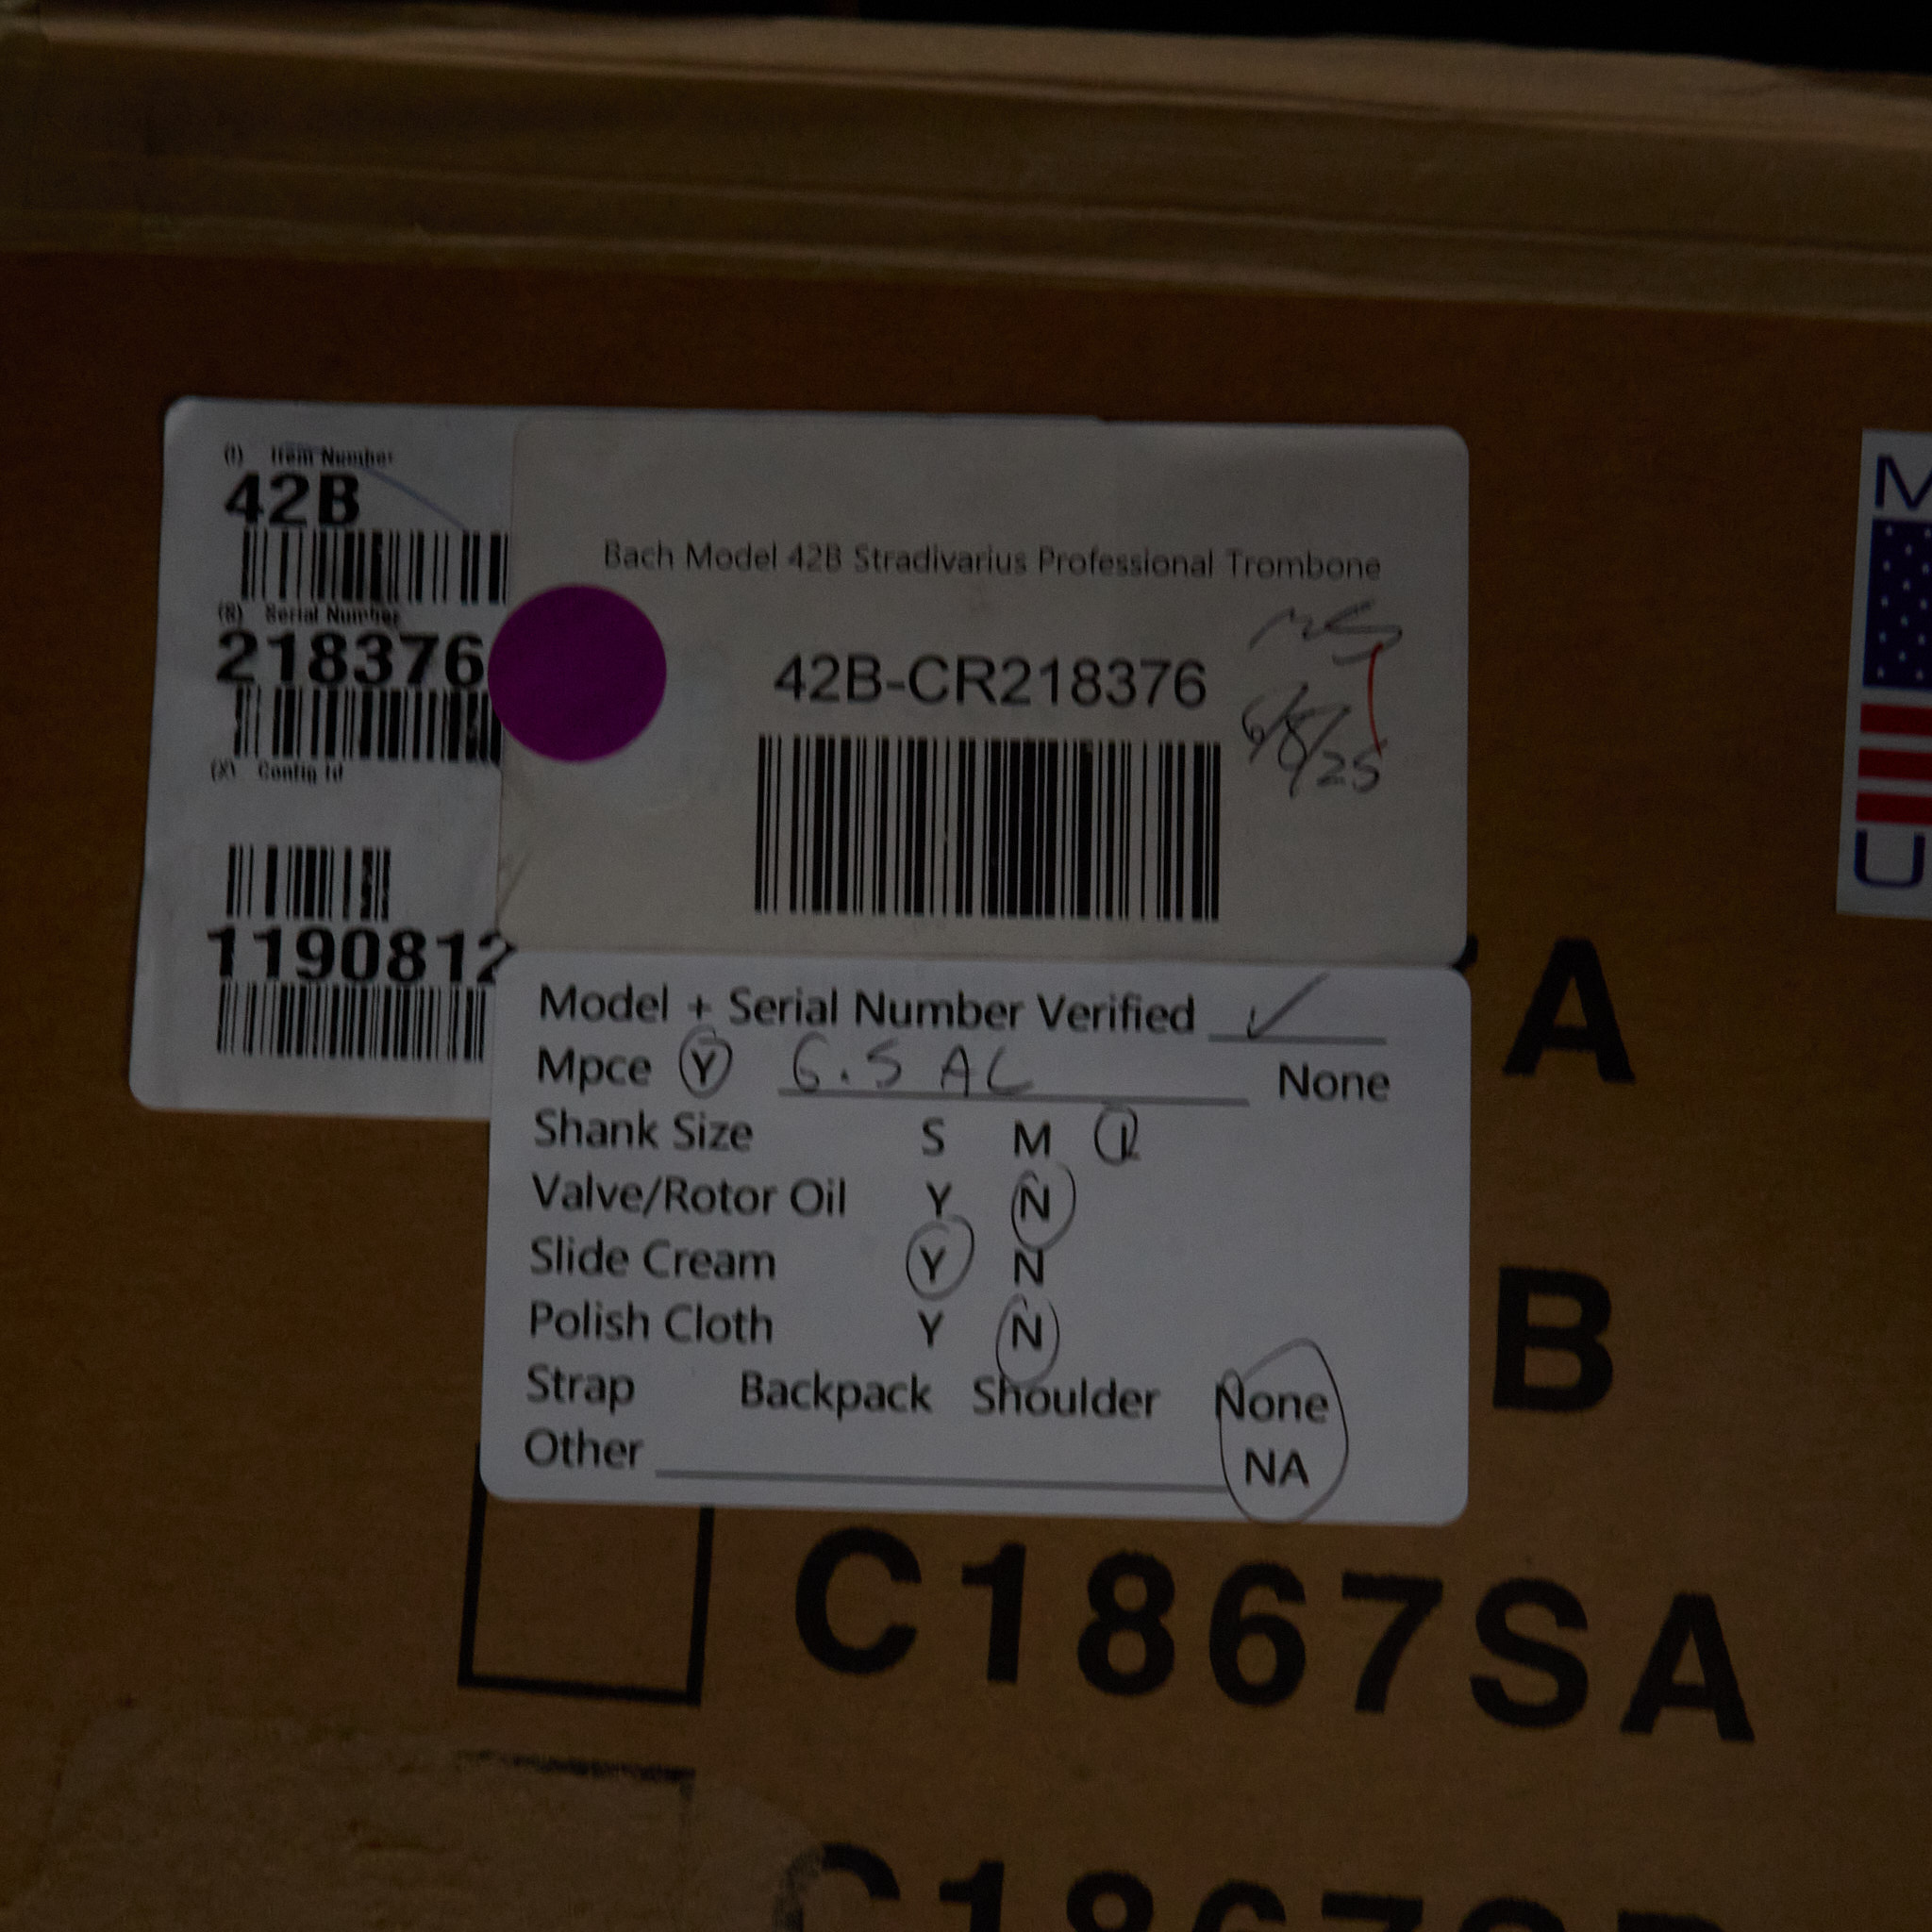 (I) Item Number
42B
(S) Serial Number
218376
(X) Config Id
1190812
Bach Model 42B Stradivarius Professional Trombone
42B-CR218376
MS
6/8/25
Model + Serial Number Verified ✓
Mpce Y 6.5 AL None
Shank Size S M L
Valve/Rotor Oil Y N
Slide Cream Y N
Polish Cloth Y N
Strap Backpack Shoulder None
Other NA
M
U
A
B
C1867SA